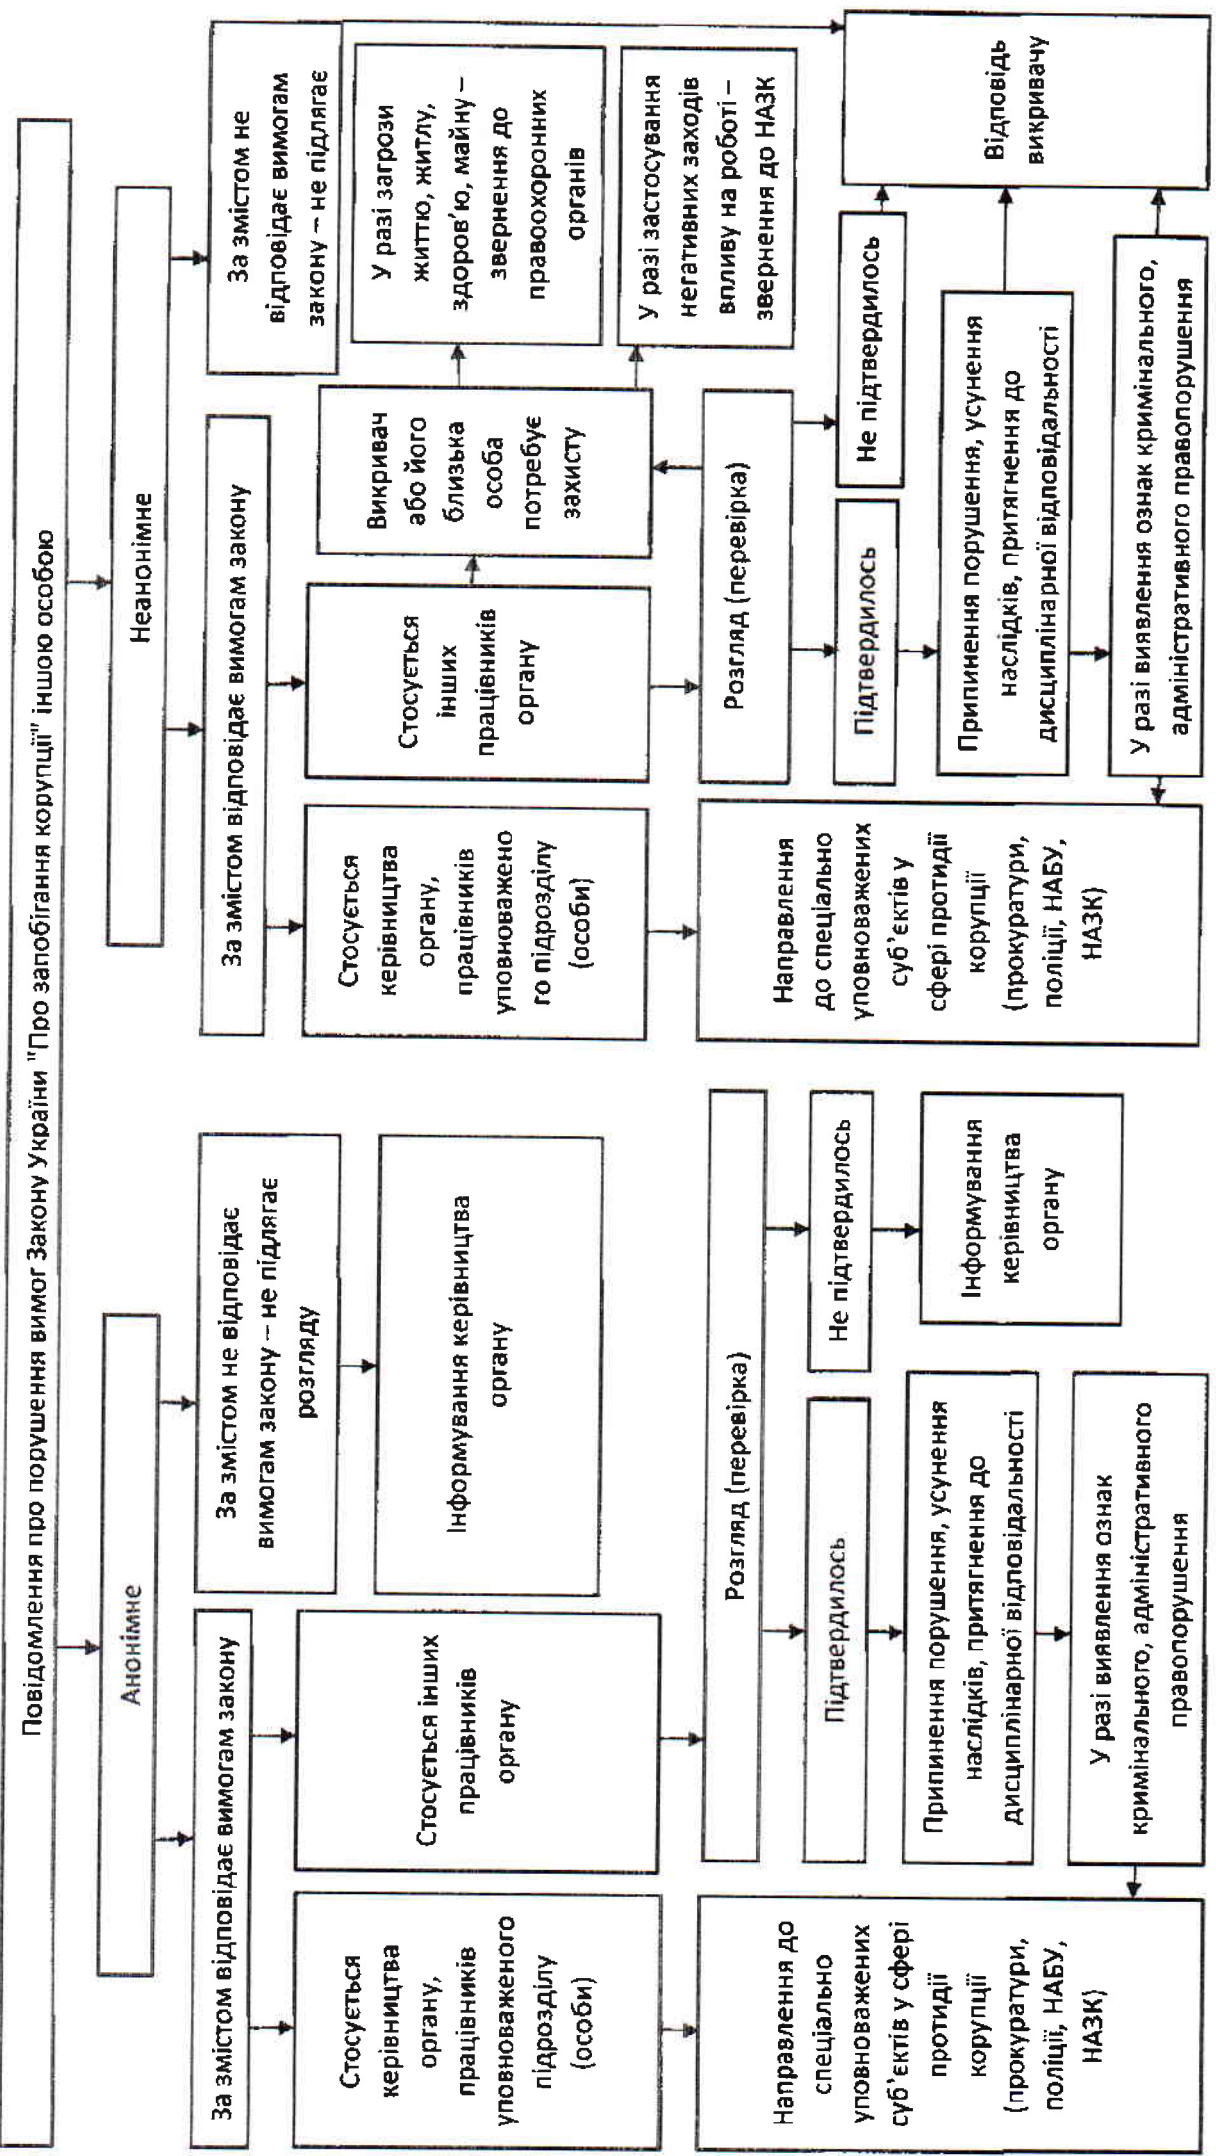 Повідомлення про порушення вимог Закону України "Про запобігання корупції" іншою особою
Анонімне
Неанонімне
За змістом відповідає вимогам закону
За змістом не відповідає
вимогам закону – не підлягає
розгляду
За змістом відповідає вимогам закону
За змістом не
відповідає вимогам
закону – не підлягає
Стосується
керівництва
органу,
працівників
уповноваженого
підрозділу
(особи)
Стосується інших
працівників
органу
Інформування керівництва
органу
Стосується
керівництва
органу,
працівників
уповноважено
го підрозділу
(особи)
Стосується
інших
працівників
органу
Викривач
або його
близька
особа
потребує
захисту
У разі загрози
життю, житлу,
здоров'ю, майну –
звернення до
правоохоронних
органів
У разі застосування
негативних заходів
впливу на роботі –
звернення до НАЗК
Направлення до
спеціально
уповноважених
суб'єктів у сфері
протидії
корупції
(прокуратури,
поліції, НАБУ,
НАЗК)
Розгляд (перевірка)
Підтвердилось
Не підтвердилось
Припинення порушення, усунення
наслідків, притягнення до
дисциплінарної відповідальності
Інформування
керівництва
органу
У разі виявлення ознак
кримінального, адміністративного
правопорушення
Направлення
до спеціально
уповноважених
суб'єктів у
сфері протидії
корупції
(прокуратури,
поліції, НАБУ,
НАЗК)
Розгляд (перевірка)
Підтвердилось
Не підтвердилось
Припинення порушення, усунення
наслідків, притягнення до
дисциплінарної відповідальності
У разі виявлення ознак кримінального,
адміністративного правопорушення
Відповідь
викривачу